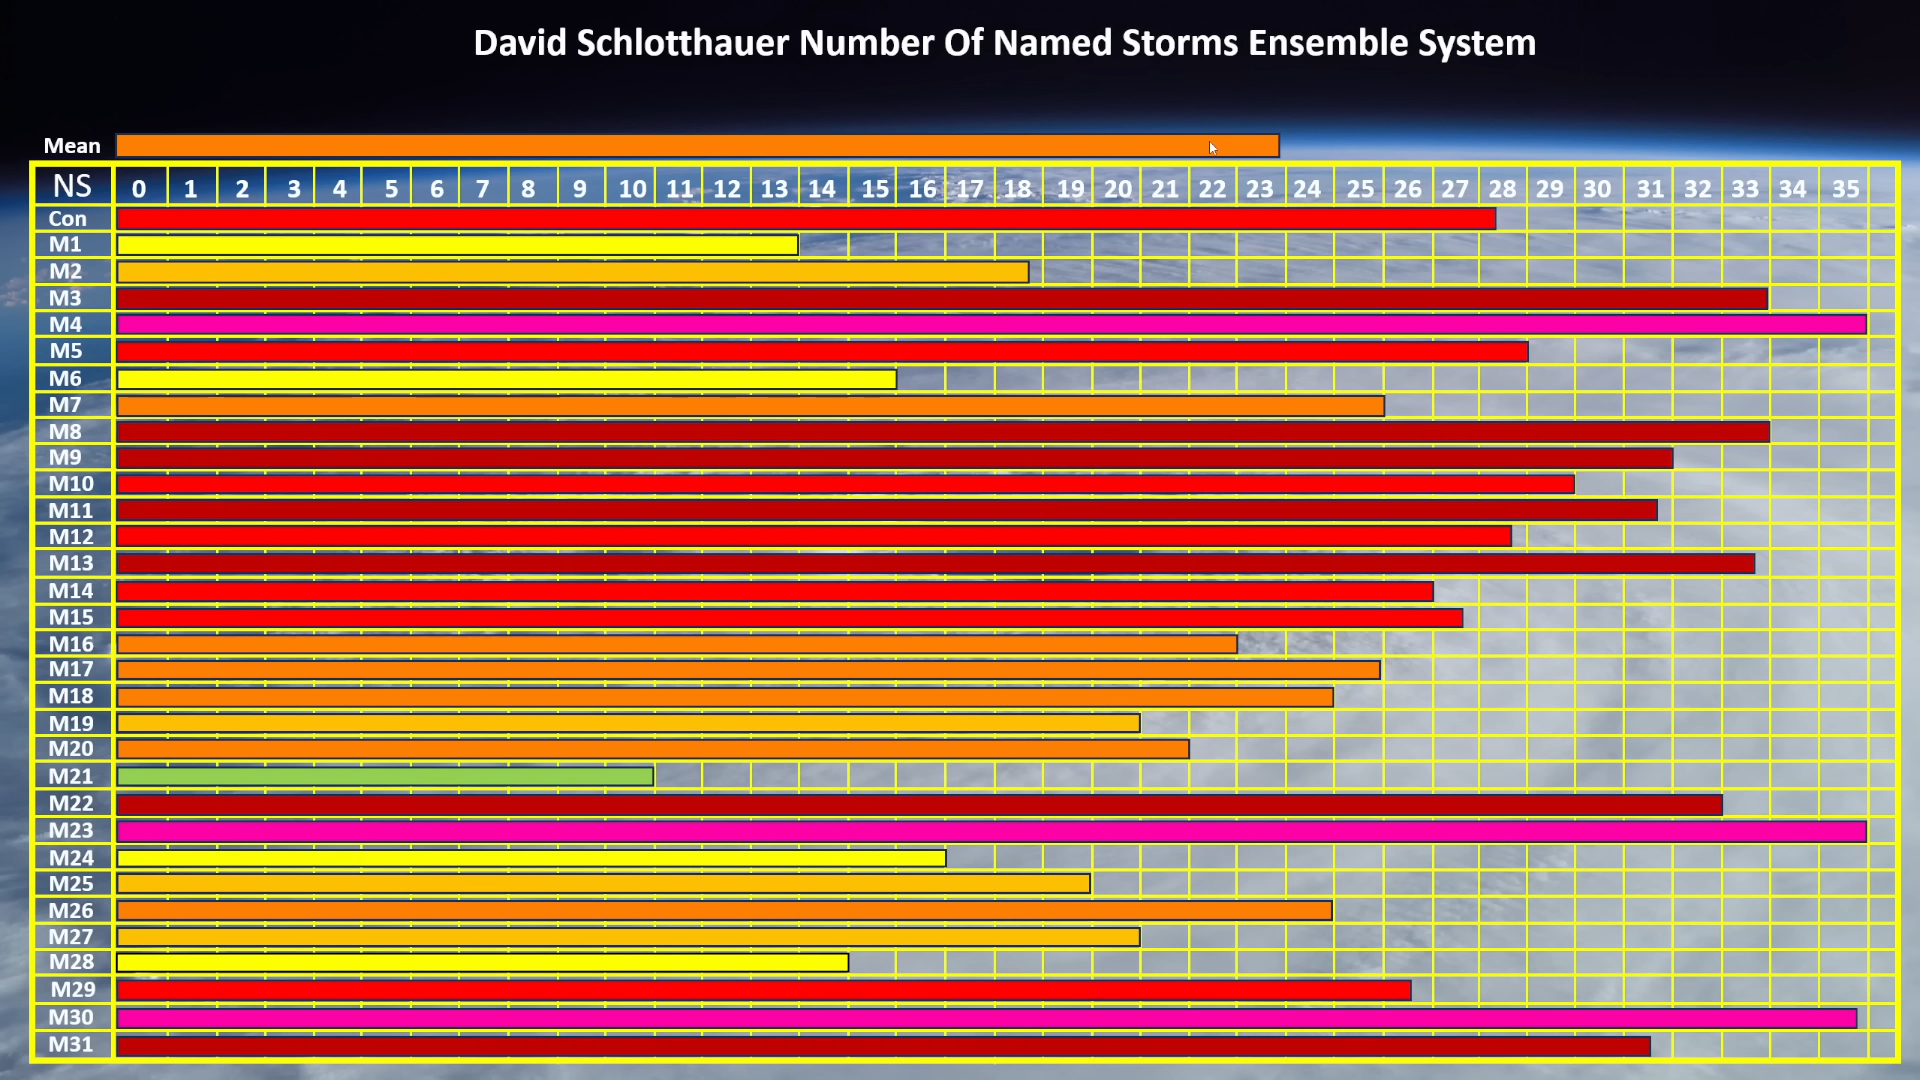 David Schlotthauer Number Of Named Storms Ensemble System
Mean
NS 0 1 2 3 4 5 6 7 8 9 10 11 12 13 14 15 16 17 18 19 20 21 22 23 24 25 26 27 28 29 30 31 32 33 34 35
Con
M1
M2
M3
M4
M5
M6
M7
M8
M9
M10
M11
M12
M13
M14
M15
M16
M17
M18
M19
M20
M21
M22
M23
M24
M25
M26
M27
M28
M29
M30
M31